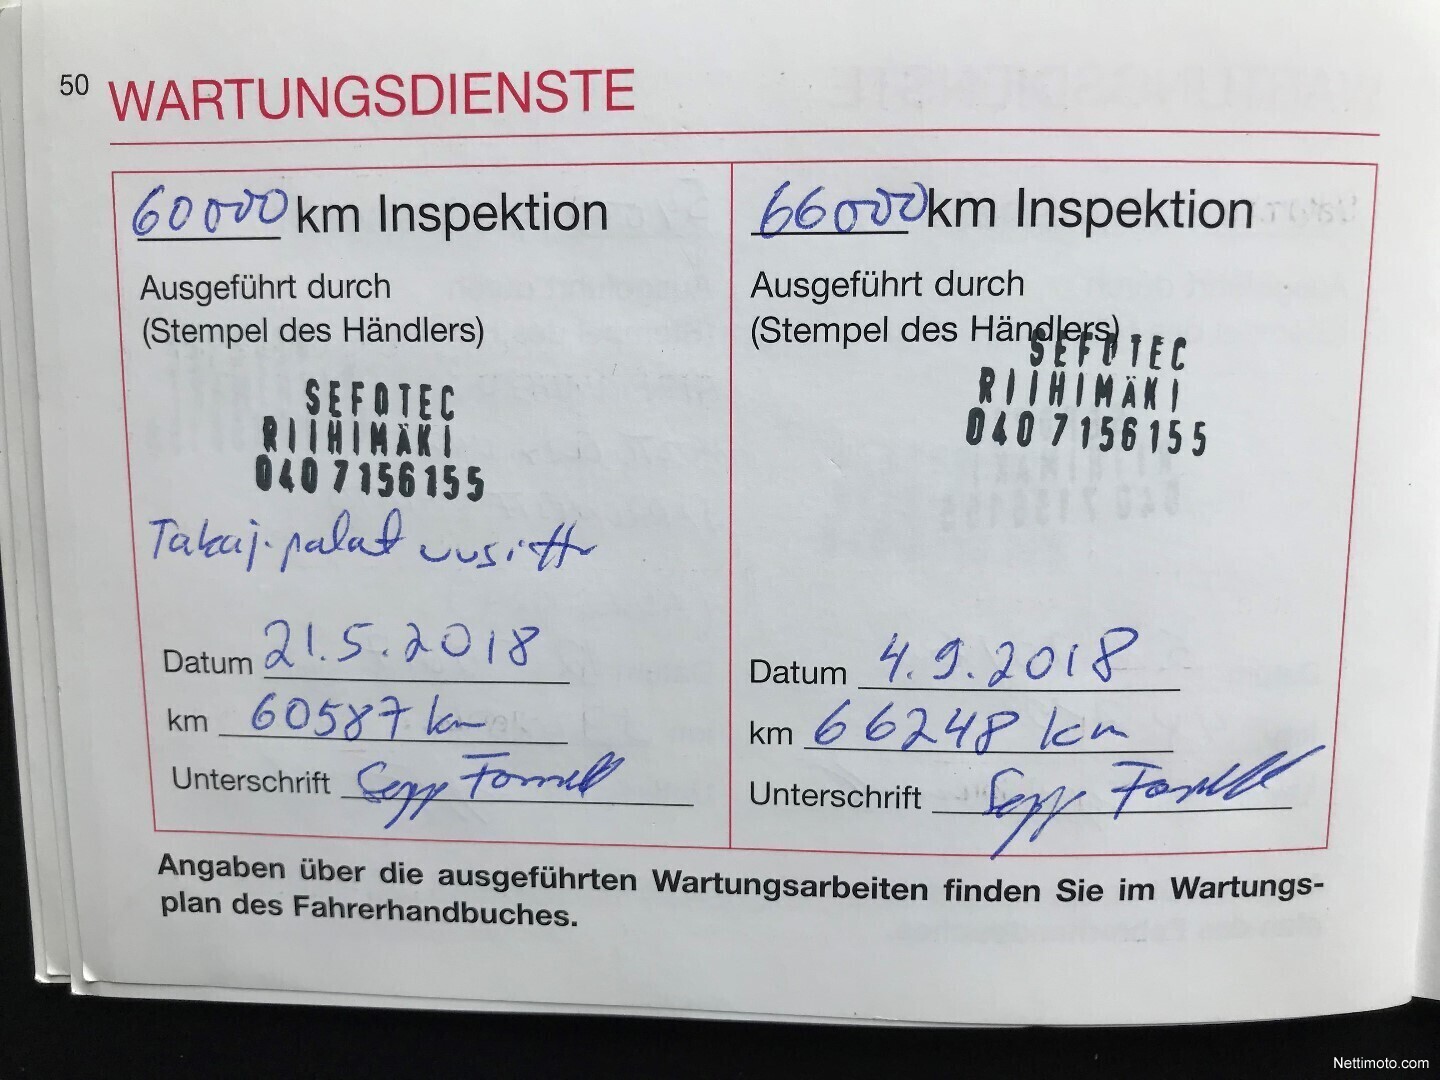 50 WARTUNGSDIENSTE
60000 km Inspektion
Ausgeführt durch
(Stempel des Händlers)
SEFOTEC
RIIHIMÄKI
040 7156155
Takaj.palat uusittu
Datum 21.5.2018
km 60587 km
Unterschrift
66000 km Inspektion
Ausgeführt durch
(Stempel des Händlers)
SEFOTEC
RIIHIMÄKI
040 7156155
Datum 4.9.2018
km 66248 km
Unterschrift
Angaben über die ausgeführten Wartungsarbeiten finden Sie im Wartungs-
plan des Fahrerhandbuches.
Nettimoto.com